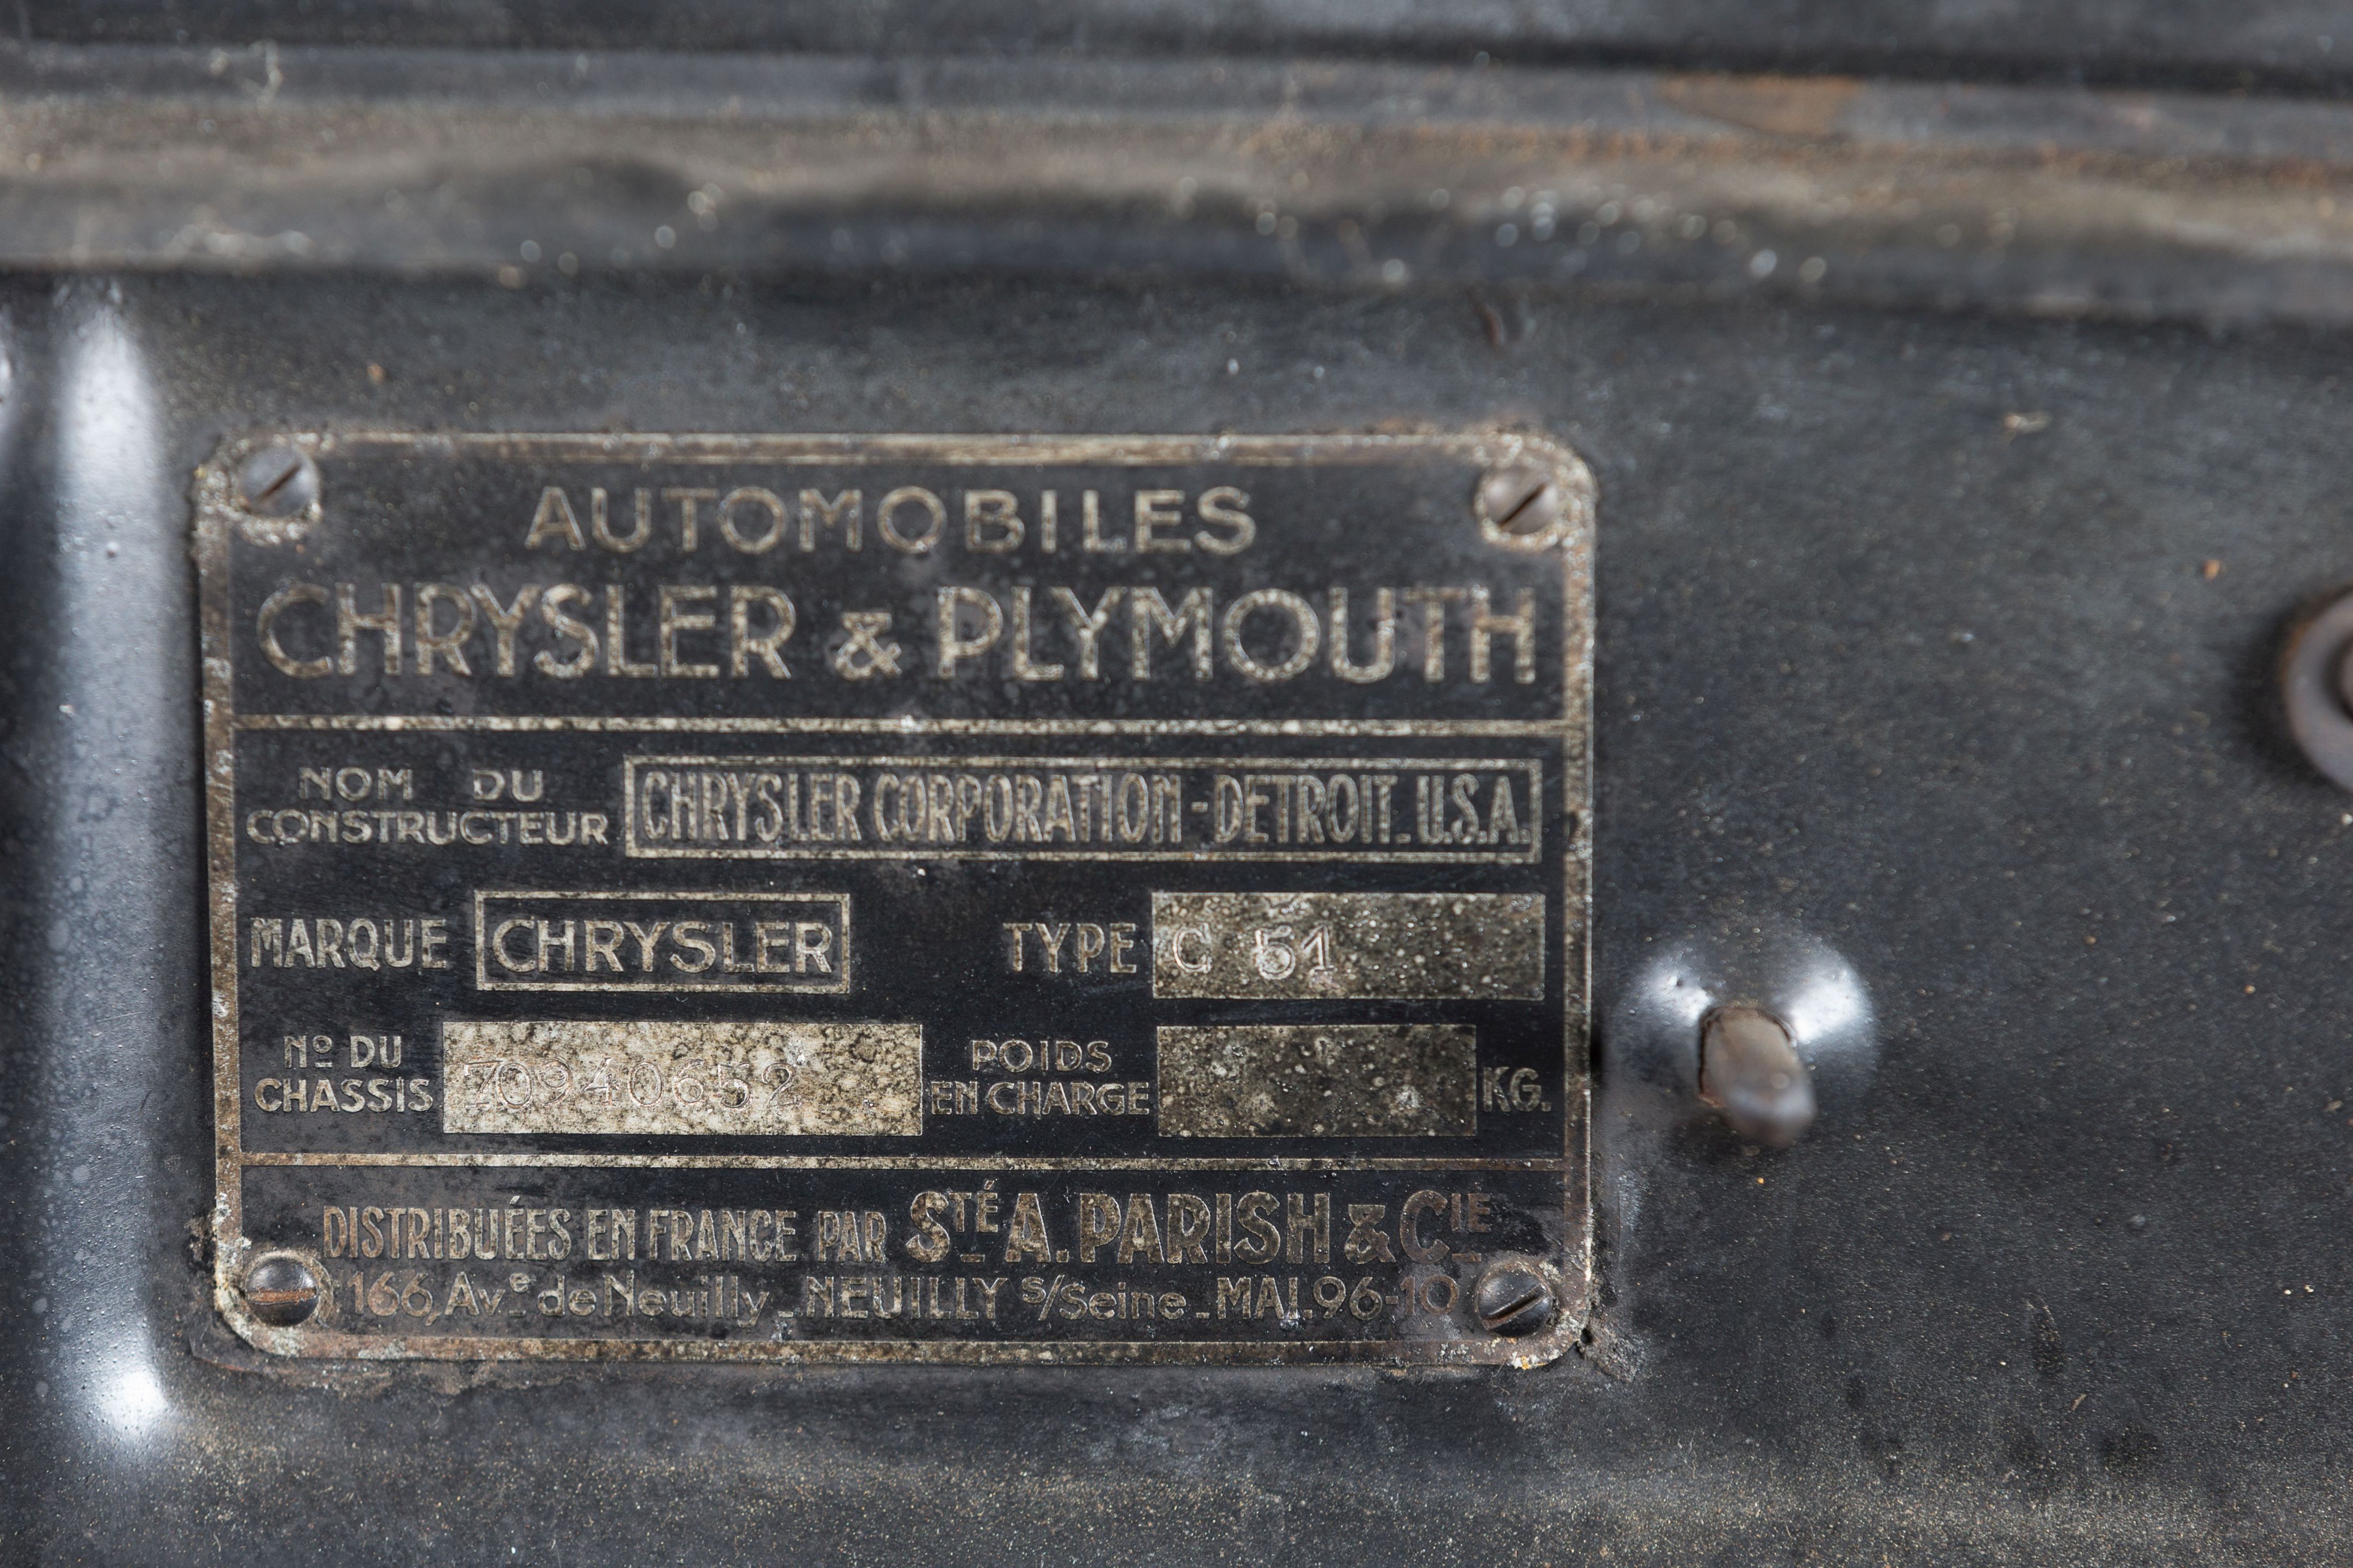 AUTOMOBILES
CHRYSLER & PLYMOUTH
NOM DU CONSTRUCTEUR CHRYSLER CORPORATION - DETROIT. U.S.A.
MARQUE CHRYSLER TYPE C 51
Nº DU CHASSIS 70940652 POIDS EN CHARGE KG.
DISTRIBUÉES EN FRANCE PAR STÉ A. PARISH & CIE
166, Ave de Neuilly _ NEUILLY s/Seine _ MAI. 96-10